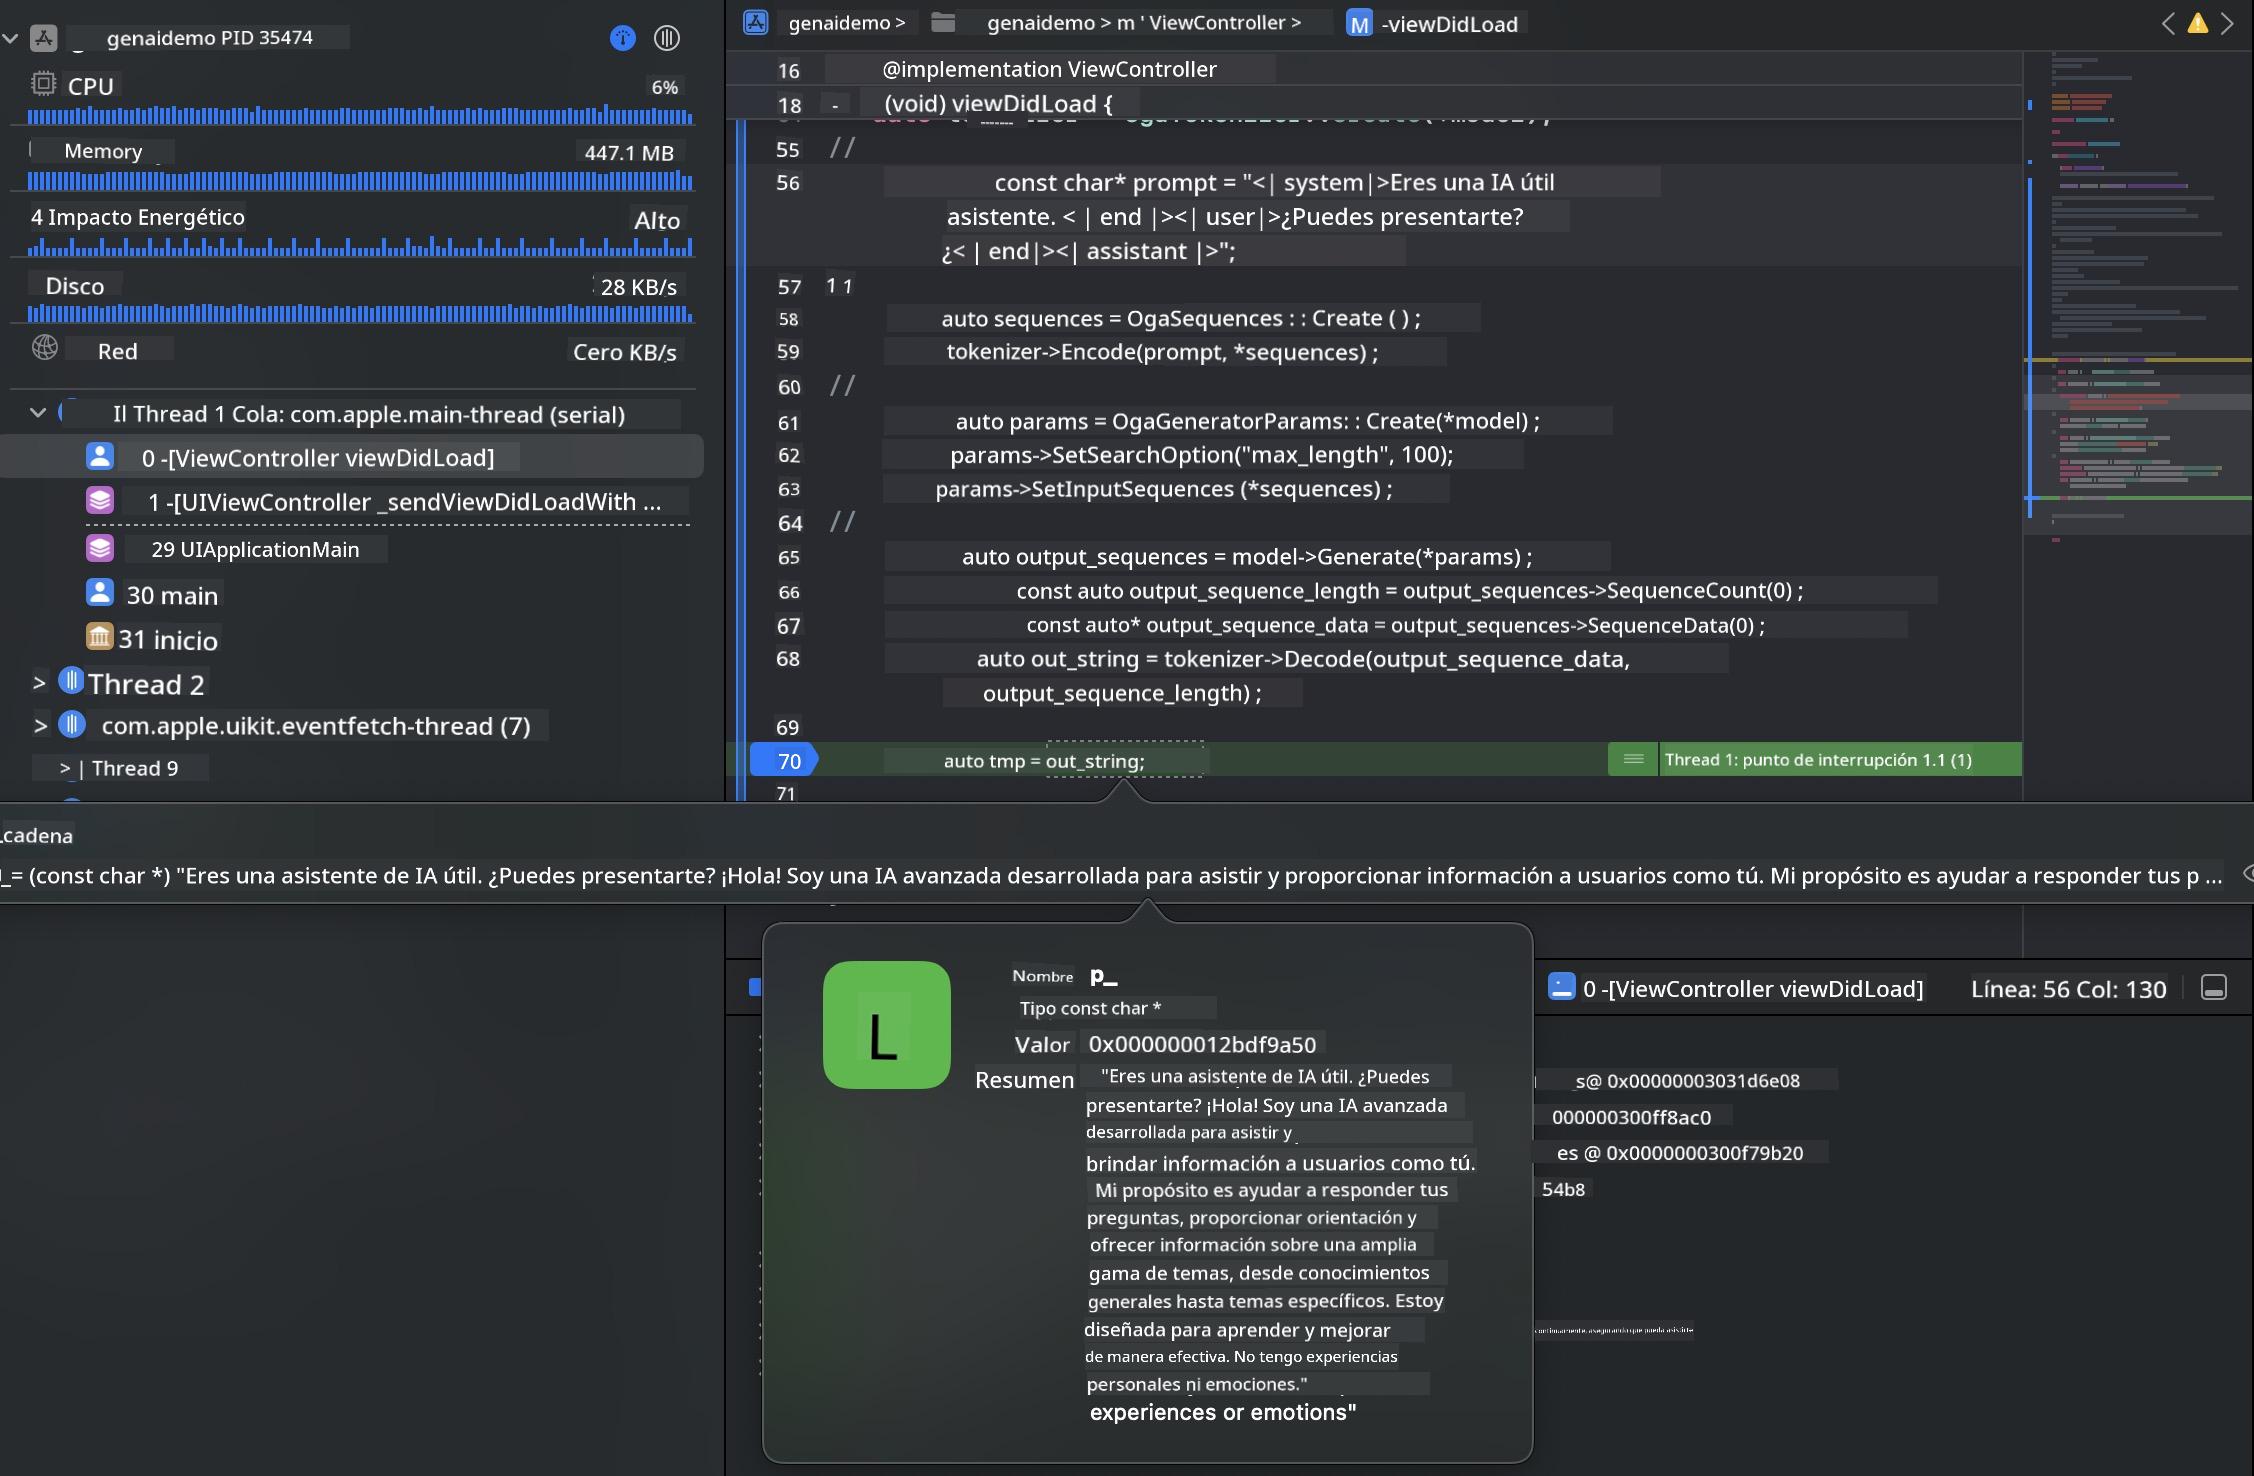 genaidemo PID 35474
CPU
6%
Memory
447.1 MB
4 Impacto Energético
Alto
Disco
28 KB/s
Red
Cero KB/s
Il Thread 1 Cola: com.apple.main-thread (serial)
0 -[ViewController viewDidLoad]
1 -[UIViewController _sendViewDidLoadWith ...
29 UIApplicationMain
30 main
31 inicio
> Thread 2
> com.apple.uikit.eventfetch-thread (7)
> | Thread 9
genaidemo > genaidemo > m ' ViewController > M -viewDidLoad
16 @implementation ViewController
18 - (void) viewDidLoad {
55 //
56 const char* prompt = "<| system|>Eres una IA útil
asistente. < | end |><| user|>¿Puedes presentarte?
¿< | end|><| assistant |>";
57 1 1
58 auto sequences = OgaSequences : : Create ( ) ;
59 tokenizer->Encode(prompt, *sequences) ;
60 //
61 auto params = OgaGeneratorParams: : Create(*model) ;
62 params->SetSearchOption("max_length", 100);
63 params->SetInputSequences (*sequences) ;
64 //
65 auto output_sequences = model->Generate(*params) ;
66 const auto output_sequence_length = output_sequences->SequenceCount(0) ;
67 const auto* output_sequence_data = output_sequences->SequenceData(0) ;
68 auto out_string = tokenizer->Decode(output_sequence_data,
output_sequence_length) ;
69
70 auto tmp = out_string; Thread 1: punto de interrupción 1.1 (1)
71
_cadena
_= (const char *) "Eres una asistente de IA útil. ¿Puedes presentarte? ¡Hola! Soy una IA avanzada desarrollada para asistir y proporcionar información a usuarios como tú. Mi propósito es ayudar a responder tus p ...
L
Nombre p_
Tipo const char *
Valor 0x000000012bdf9a50
Resumen "Eres una asistente de IA útil. ¿Puedes
presentarte? ¡Hola! Soy una IA avanzada
desarrollada para asistir y
brindar información a usuarios como tú.
Mi propósito es ayudar a responder tus
preguntas, proporcionar orientación y
ofrecer información sobre una amplia
gama de temas, desde conocimientos
generales hasta temas específicos. Estoy
diseñada para aprender y mejorar
de manera efectiva. No tengo experiencias
personales ni emociones."
experiences or emotions"
0 -[ViewController viewDidLoad]
Línea: 56 Col: 130
_s@ 0x00000003031d6e08
000000300ff8ac0
es @ 0x0000000300f79b20
54b8
continuamente, asegurando que pueda asistirte